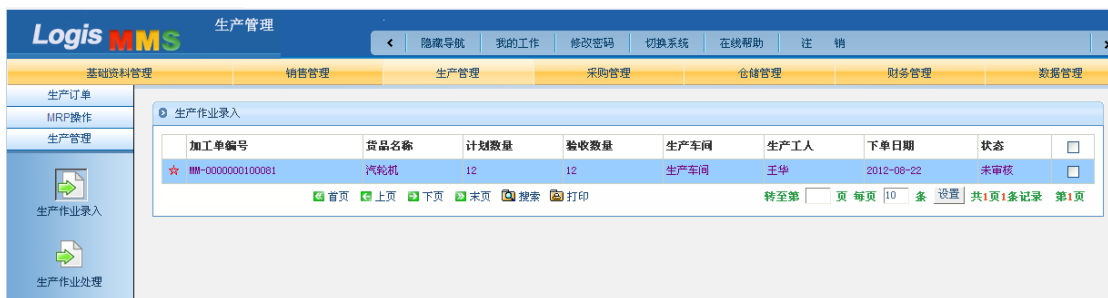 Logis MMS 生产管理
隐藏导航 我的工作 修改密码 切换系统 在线帮助 注 销
基础资料管理 销售管理 生产管理 采购管理 仓储管理 财务管理 数据管理
生产订单
MRP操作
生产管理
生产作业录入
生产作业处理
生产作业录入
加工单编号 货品名称 计划数量 验收数量 生产车间 生产工人 下单日期 状态
MM-0000000100081 汽轮机 12 12 生产车间 王华 2012-08-22 未审核
首页 上页 下页 末页 搜索 打印 转至第 页 每页 10 条 设置 共1页1条记录 第1页